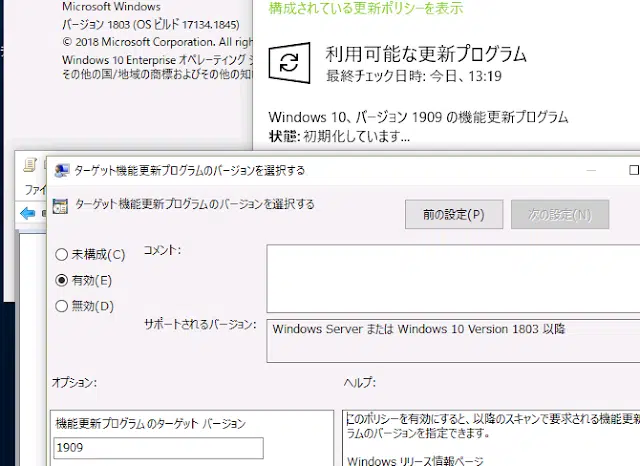 Microsoft Windows
バージョン 1803 (OS ビルド 17134.1845)
© 2018 Microsoft Corporation. All righ
Windows 10 Enterprise オペレーティング シ
その他の国/地域の商標およびその他の知
構成されている更新ポリシーを表示
利用可能な更新プログラム
最終チェック日時: 今日、13:19
Windows 10、バージョン 1909 の機能更新プログラム
状態: 初期化しています...
ファイ
ターゲット機能更新プログラムのバージョンを選択する
ターゲット機能更新プログラムのバージョンを選択する
前の設定(P)
次の設定(N)
未構成(C)
有効(E)
無効(D)
コメント:
サポートされるバージョン:
Windows Server または Windows 10 Version 1803 以降
オプション:
ヘルプ:
機能更新プログラムのターゲット バージョン
1909
このポリシーを有効にすると、以降のスキャンで要求される機能更新
ラムのバージョンを指定できます。
Windows リリース情報ページ